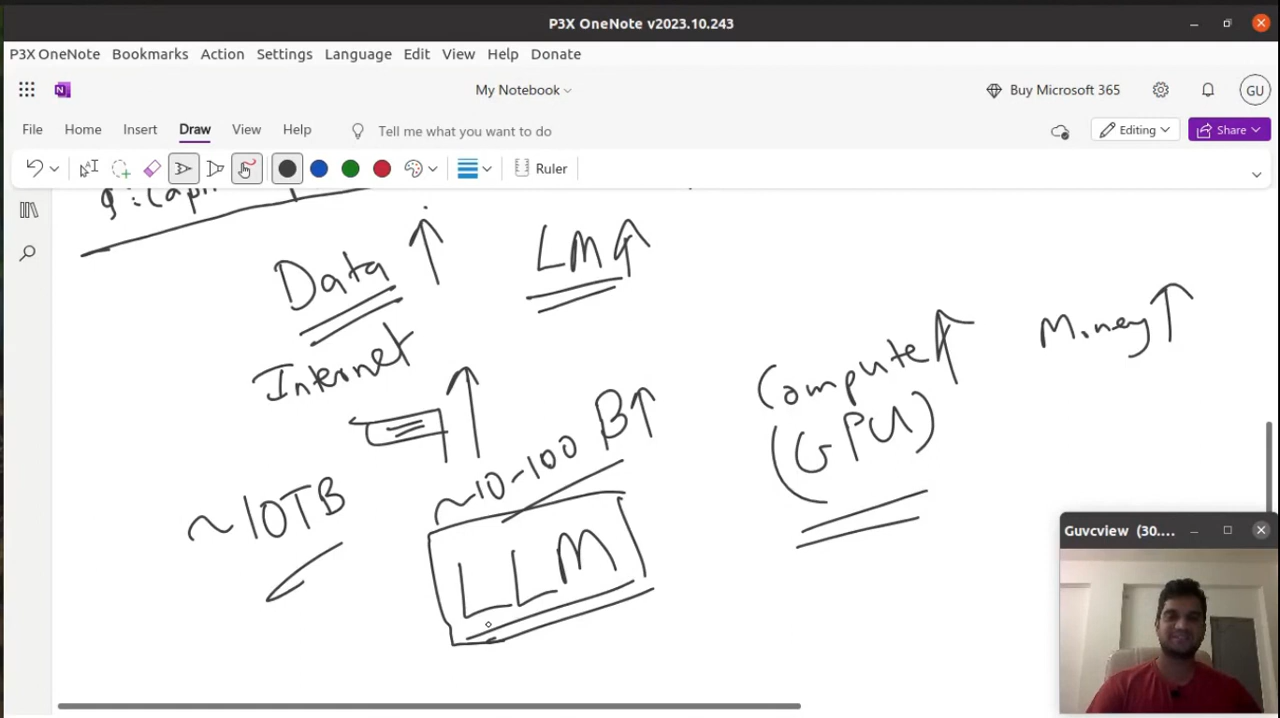 P3X OneNote v2023.10.243
P3X OneNote Bookmarks Action Settings Language Edit View Help Donate
My Notebook
Buy Microsoft 365
GU
File Home Insert Draw View Help
Tell me what you want to do
Editing
Share
Ruler
Data
LM
Internet
Compute
Money
(GPU)
~10-100 B
~10TB
LLM
Guvcview (30....